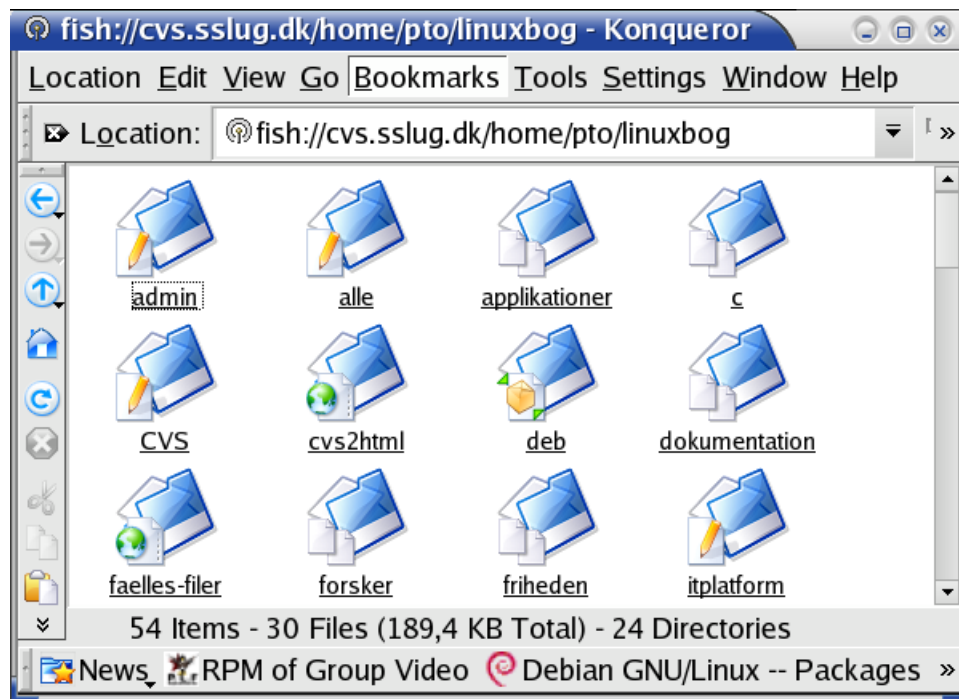 fish://cvs.sslug.dk/home/pto/linuxbog - Konqueror
Location Edit View Go Bookmarks Tools Settings Window Help
Location: fish://cvs.sslug.dk/home/pto/linuxbog
admin alle applikationer c
CVS cvs2html deb dokumentation
faelles-filer forsker friheden itplatform
54 Items - 30 Files (189,4 KB Total) - 24 Directories
News RPM of Group Video Debian GNU/Linux -- Packages »